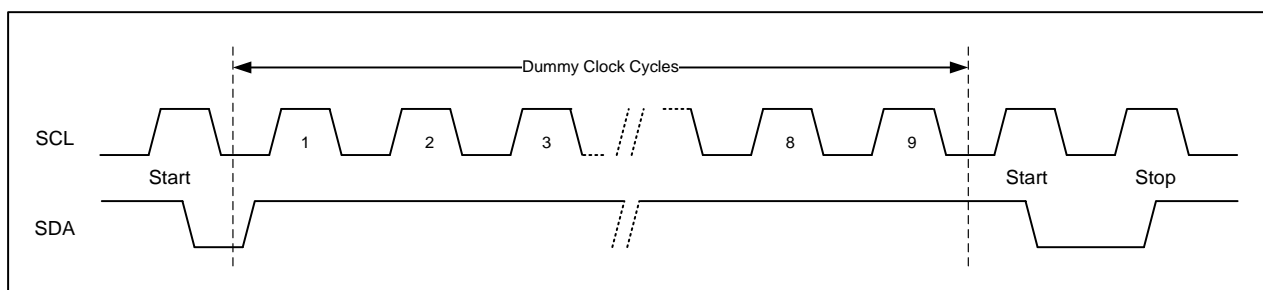 Dummy Clock Cycles
SCL
1 2 3 8 9
Start Start Stop
SDA